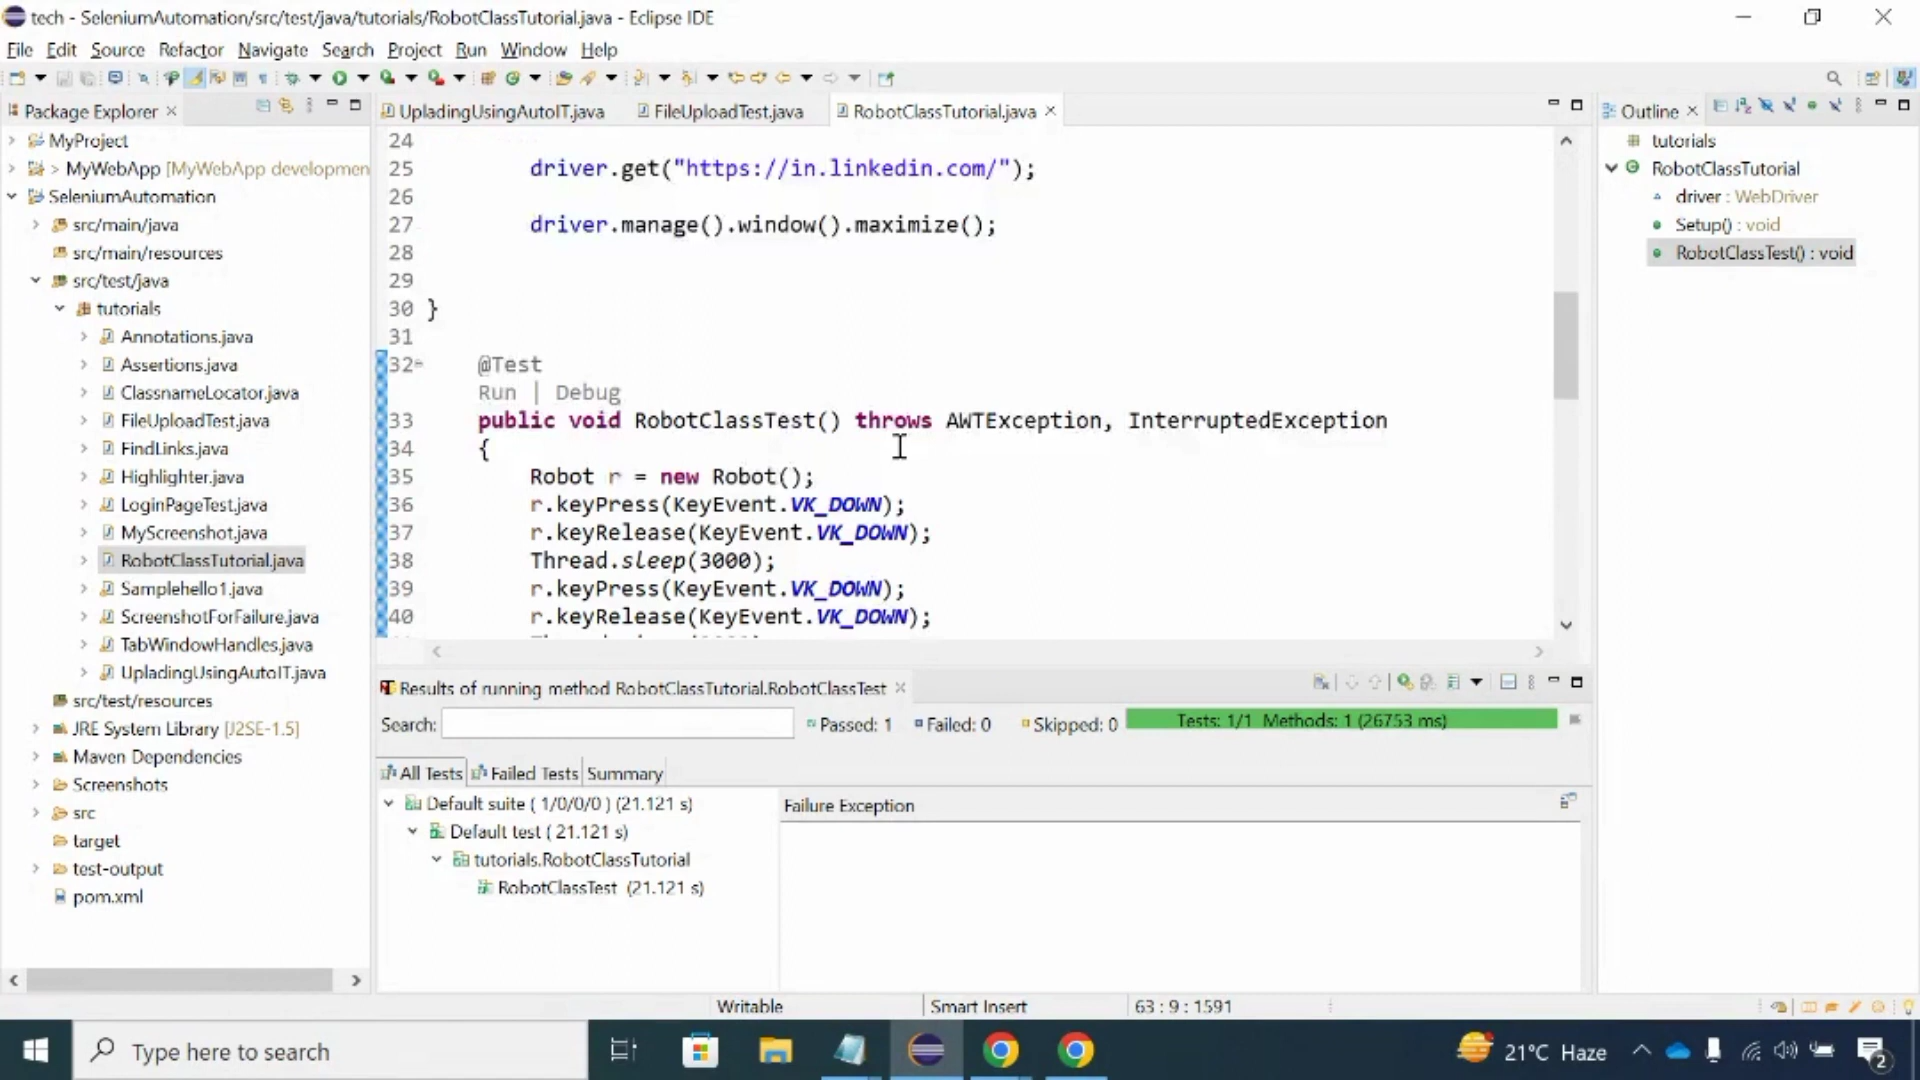 tech - SeleniumAutomation/src/test/java/tutorials/RobotClassTutorial.java - Eclipse IDE
File Edit Source Refactor Navigate Search Project Run Window Help
Package Explorer
MyProject
> MyWebApp [MyWebApp developmen
SeleniumAutomation
src/main/java
src/main/resources
src/test/java
tutorials
Annotations.java
Assertions.java
ClassnameLocator.java
FileUploadTest.java
FindLinks.java
Highlighter.java
LoginPageTest.java
MyScreenshot.java
RobotClassTutorial.java
Samplehello1.java
ScreenshotForFailure.java
TabWindowHandles.java
UpladingUsingAutoIT.java
src/test/resources
JRE System Library [J2SE-1.5]
Maven Dependencies
Screenshots
src
target
test-output
pom.xml
UpladingUsingAutoIT.java FileUploadTest.java RobotClassTutorial.java
24
25 driver.get("https://in.linkedin.com/");
26
27 driver.manage().window().maximize();
28
29
30 }
31
32 @Test
Run | Debug
33 public void RobotClassTest() throws AWTException, InterruptedException
34 {
35 Robot r = new Robot();
36 r.keyPress(KeyEvent.VK_DOWN);
37 r.keyRelease(KeyEvent.VK_DOWN);
38 Thread.sleep(3000);
39 r.keyPress(KeyEvent.VK_DOWN);
40 r.keyRelease(KeyEvent.VK_DOWN);
Outline
tutorials
RobotClassTutorial
driver : WebDriver
Setup() : void
RobotClassTest() : void
Results of running method RobotClassTutorial.RobotClassTest
Search: Passed: 1 Failed: 0 Skipped: 0 Tests: 1/1 Methods: 1 (26753 ms)
All Tests Failed Tests Summary
Default suite ( 1/0/0/0 ) (21.121 s)
Default test ( 21.121 s)
tutorials.RobotClassTutorial
RobotClassTest (21.121 s)
Failure Exception
Writable Smart Insert 63 : 9 : 1591
Type here to search
21°C Haze
2